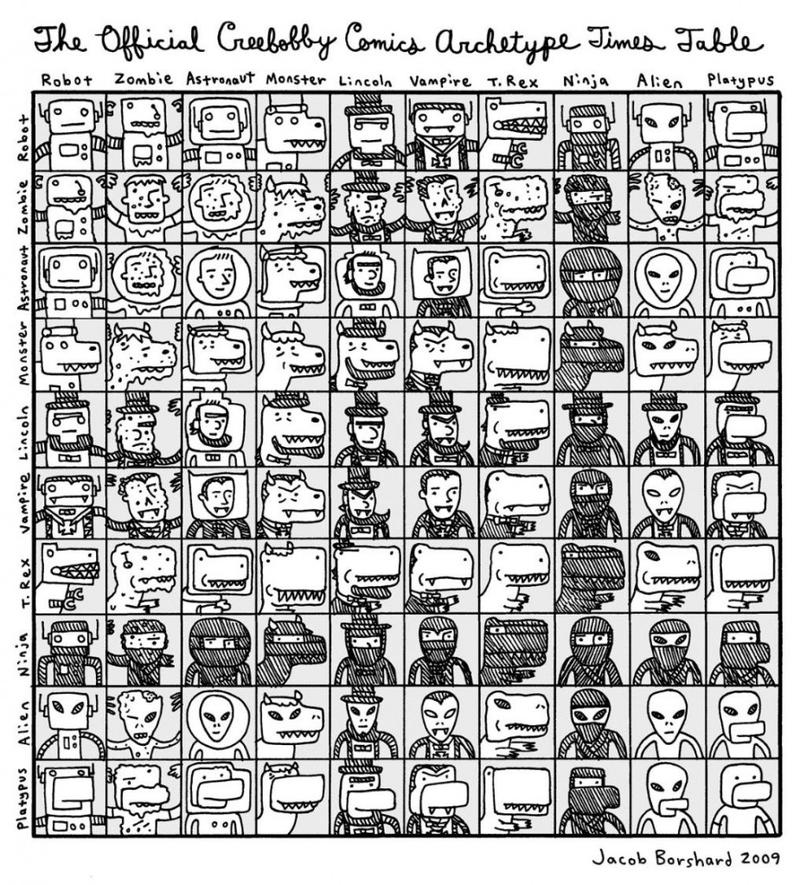 The Official Creebobby Comics Archetype Times Table
Robot Zombie Astronaut Monster Lincoln Vampire T.Rex Ninja Alien Platypus
Robot
Zombie
Astronaut
Monster
Lincoln
Vampire
T.Rex
Ninja
Alien
Platypus
Jacob Borshard 2009